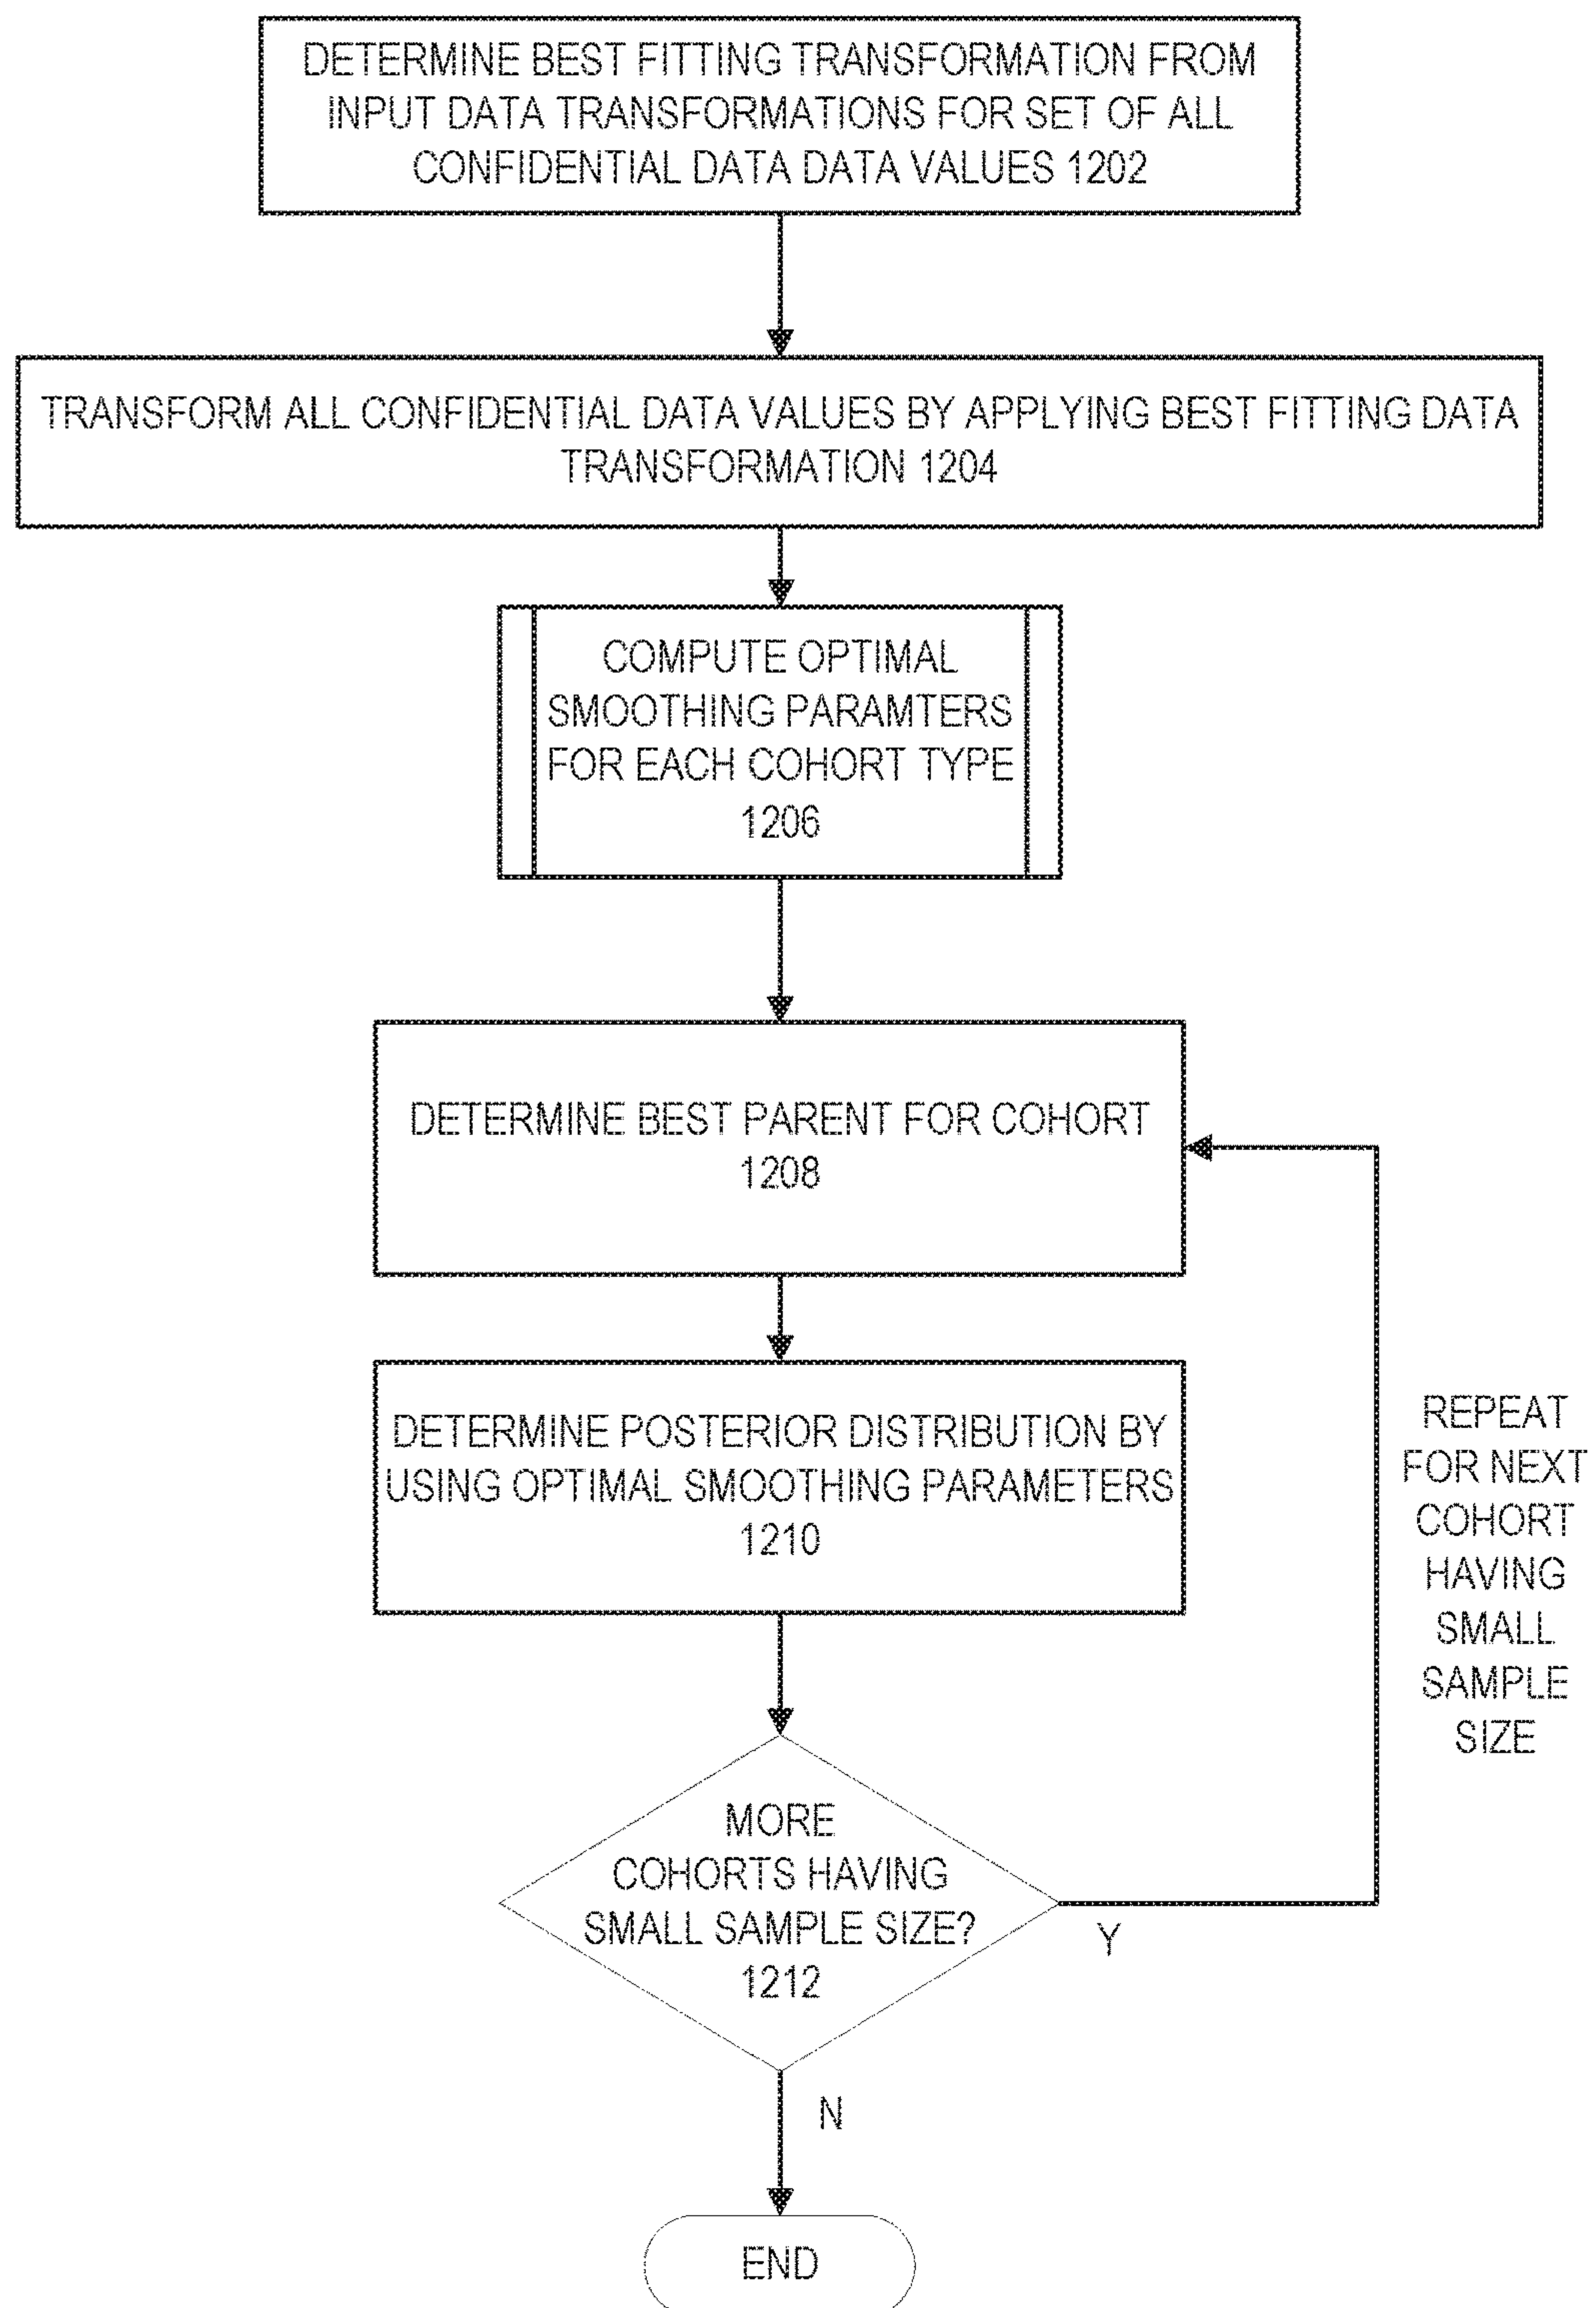 DETERMINE BEST FITTING TRANSFORMATION FROM
INPUT DATA TRANSFORMATIONS FOR SET OF ALL
CONFIDENTIAL DATA DATA VALUES 1202
TRANSFORM ALL CONFIDENTIAL DATA VALUES BY APPLYING BEST FITTING DATA
TRANSFORMATION 1204
COMPUTE OPTIMAL
SMOOTHING PARAMTERS
FOR EACH COHORT TYPE
1206
DETERMINE BEST PARENT FOR COHORT
1208
DETERMINE POSTERIOR DISTRIBUTION BY
USING OPTIMAL SMOOTHING PARAMETERS
1210
REPEAT
FOR NEXT
COHORT
HAVING
SMALL
SAMPLE
SIZE
MORE
COHORTS HAVING
SMALL SAMPLE SIZE?
1212
Y
N
END